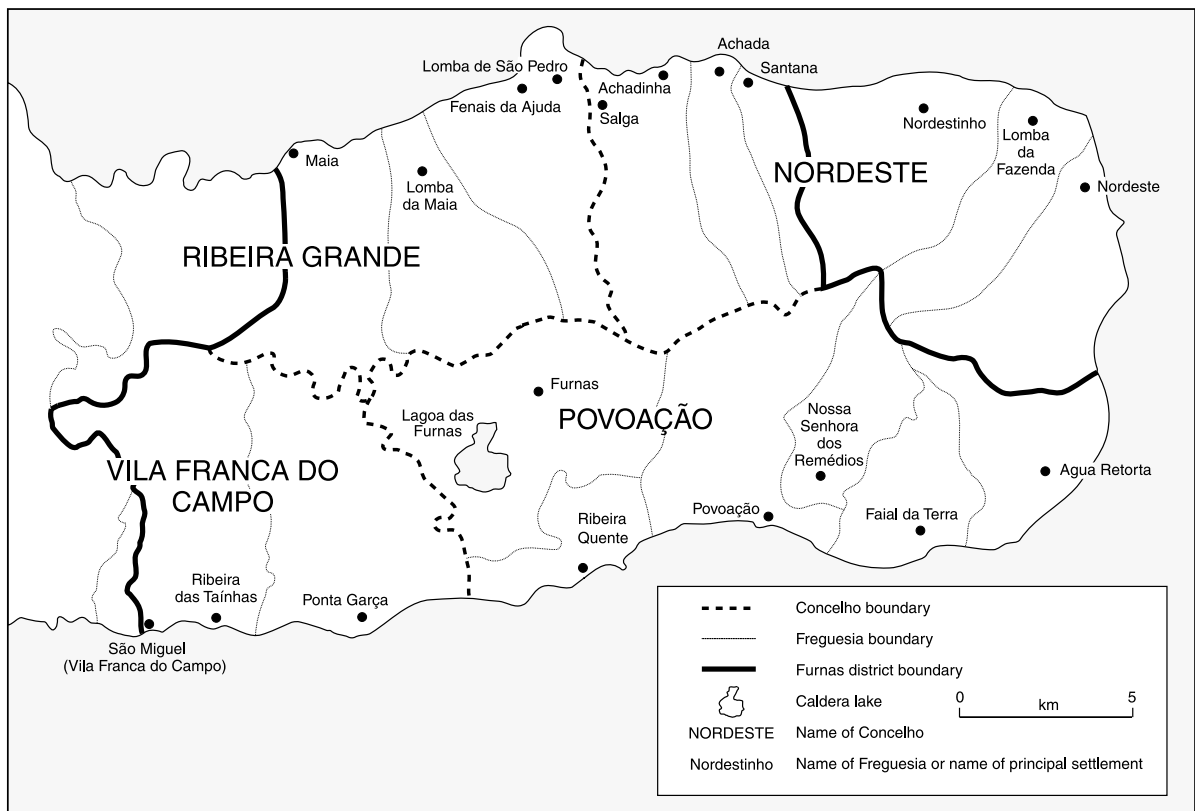 Achada
Lomba de São Pedro
Santana
Achadinha
Fenais da Ajuda
Salga
Nordestinho
Lomba
da
Fazenda
Maia
NORDESTE
Nordeste
Lomba
da Maia
RIBEIRA GRANDE
Furnas
Lagoa das
Furnas
POVOAÇÃO
Nossa
Senhora
dos
Remédios
VILA FRANCA DO
CAMPO
Agua Retorta
Povoação
Faial da Terra
Ribeira
Quente
Ribeira
das Taínhas
Ponta Garça
São Miguel
(Vila Franca do Campo)
Concelho boundary
Freguesia boundary
Furnas district boundary
Caldera lake
0 km 5
NORDESTE Name of Concelho
Nordestinho Name of Freguesia or name of principal settlement